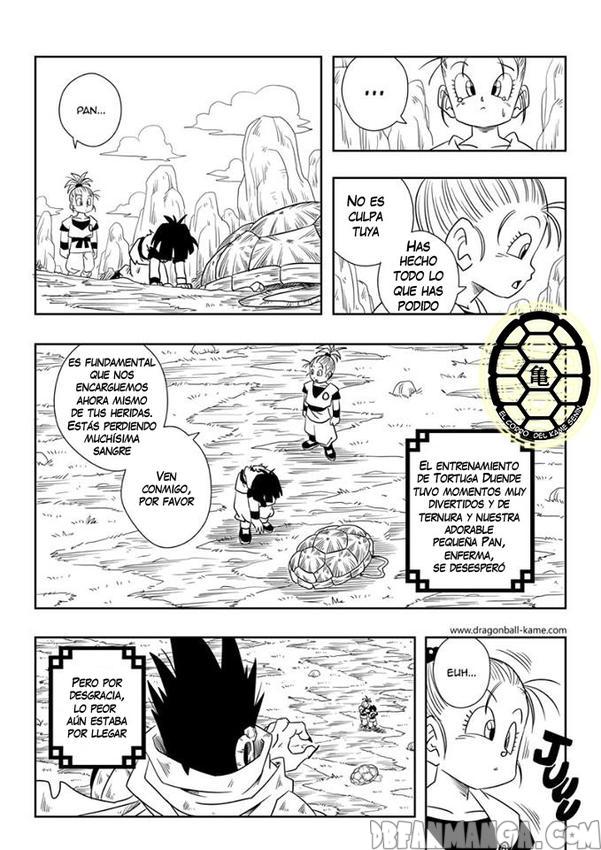 PAN...
...
NO ES
CULPA
TUYA
HAS
HECHO
TODO LO
QUE HAS
PODIDO
ES FUNDAMENTAL
QUE NOS
ENCARGUEMOS
AHORA MISMO
DE TUS HERIDAS.
ESTÁS PERDIENDO
MUCHÍSIMA
SANGRE
VEN
CONMIGO,
POR FAVOR
亀
EL CORRO DEL KAME SENIN
EL ENTRENAMIENTO
DE TORTUGA DUENDE
TUVO MOMENTOS MUY
DIVERTIDOS Y DE
TERNURA Y NUESTRA
ADORABLE
PEQUEÑA PAN,
ENFERMA,
SE DESESPERÓ
www.dragonball-kame.com
PERO POR
DESGRACIA,
LO PEOR
AÚN ESTABA
POR LLEGAR
EUH...
JUUU
DBFANMANGA.COM